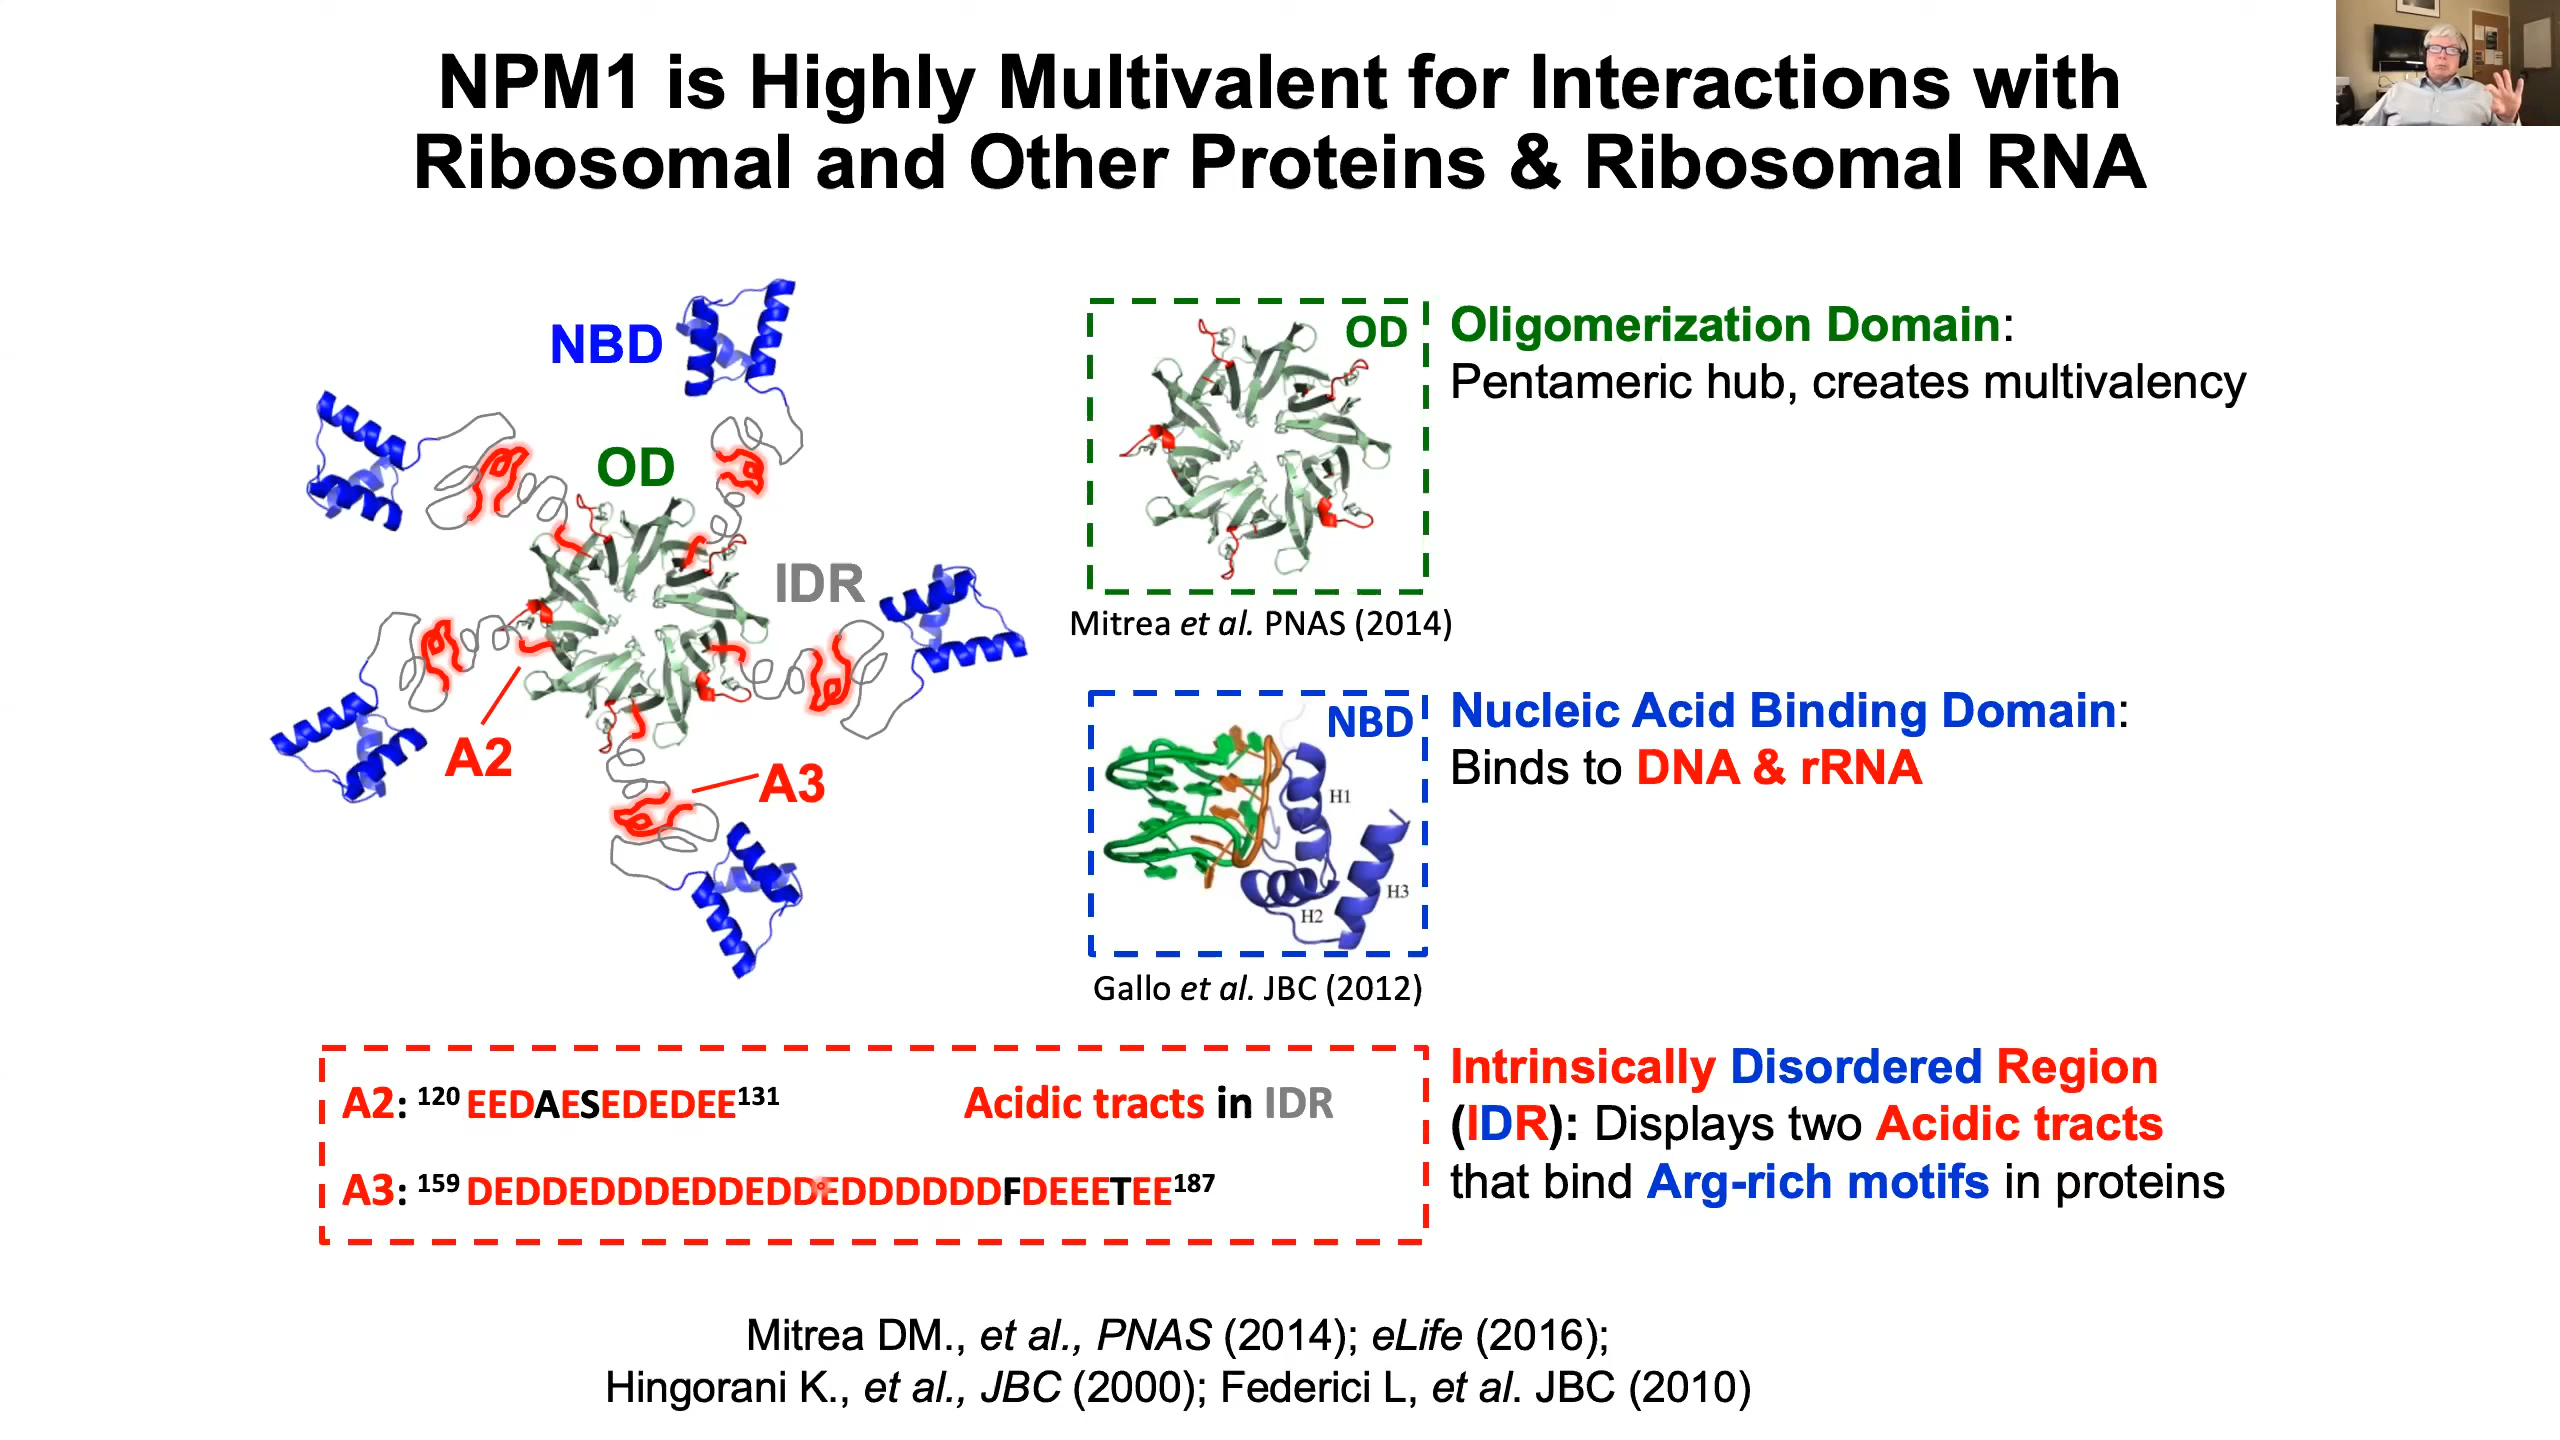 NPM1 is Highly Multivalent for Interactions with
Ribosomal and Other Proteins & Ribosomal RNA
NBD
OD
IDR
A2
A3
OD
Oligomerization Domain:
Pentameric hub, creates multivalency
Mitrea et al. PNAS (2014)
NBD
H1
H2
H3
Nucleic Acid Binding Domain:
Binds to DNA & rRNA
Gallo et al. JBC (2012)
A2: 120 EEDAESEDEDEE131
Acidic tracts in IDR
A3: 159 DEDDEDDDEDDEDDEDDDDDDFDEEETEE187
Intrinsically Disordered Region
(IDR): Displays two Acidic tracts
that bind Arg-rich motifs in proteins
Mitrea DM., et al., PNAS (2014); eLife (2016);
Hingorani K., et al., JBC (2000); Federici L, et al. JBC (2010)